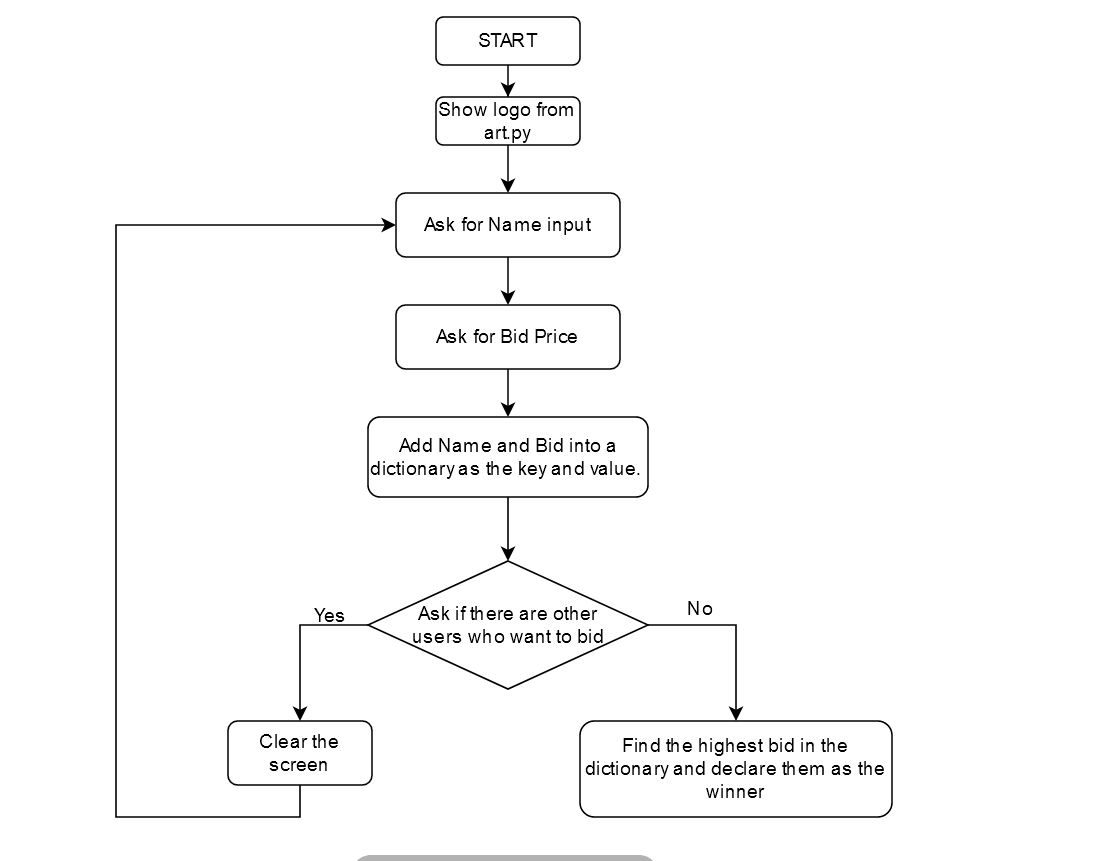 START
Show logo from
art.py
Ask for Name input
Ask for Bid Price
Add Name and Bid into a
dictionary as the key and value.
Ask if there are other
users who want to bid
Yes
No
Clear the
screen
Find the highest bid in the
dictionary and declare them as the
winner